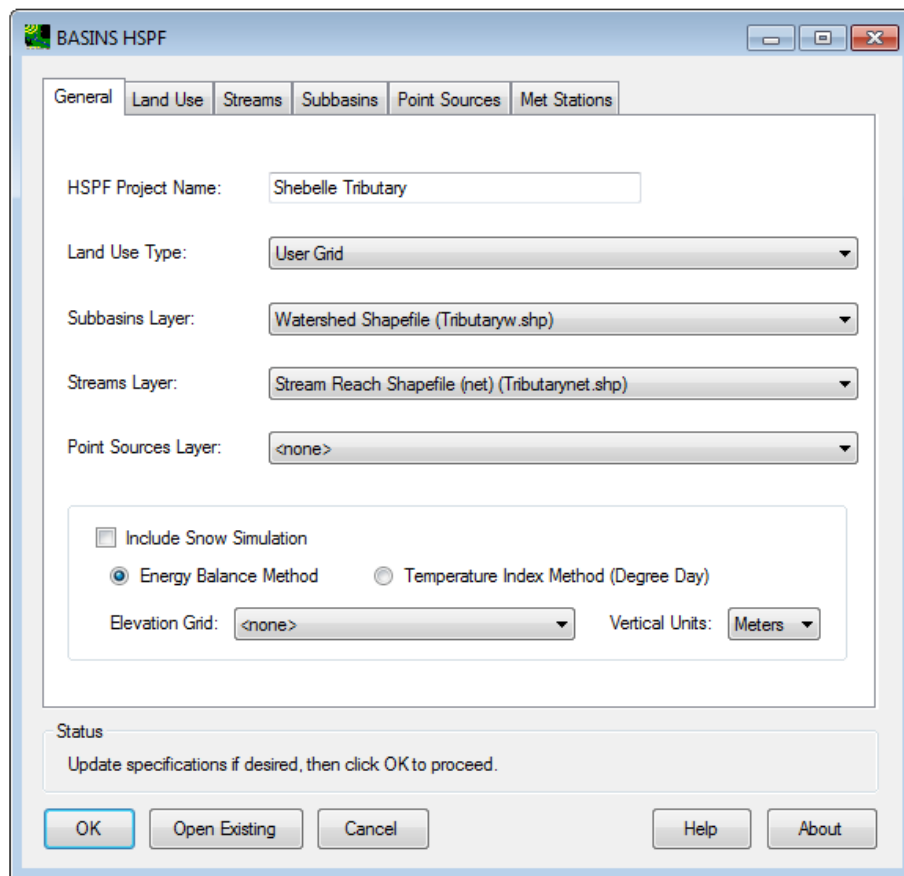 BASINS HSPF
General Land Use Streams Subbasins Point Sources Met Stations
HSPF Project Name: Shebelle Tributary
Land Use Type: User Grid
Subbasins Layer: Watershed Shapefile (Tributaryw.shp)
Streams Layer: Stream Reach Shapefile (net) (Tributarynet.shp)
Point Sources Layer: <none>
Include Snow Simulation
Energy Balance Method Temperature Index Method (Degree Day)
Elevation Grid: <none> Vertical Units: Meters
Status
Update specifications if desired, then click OK to proceed.
OK Open Existing Cancel Help About